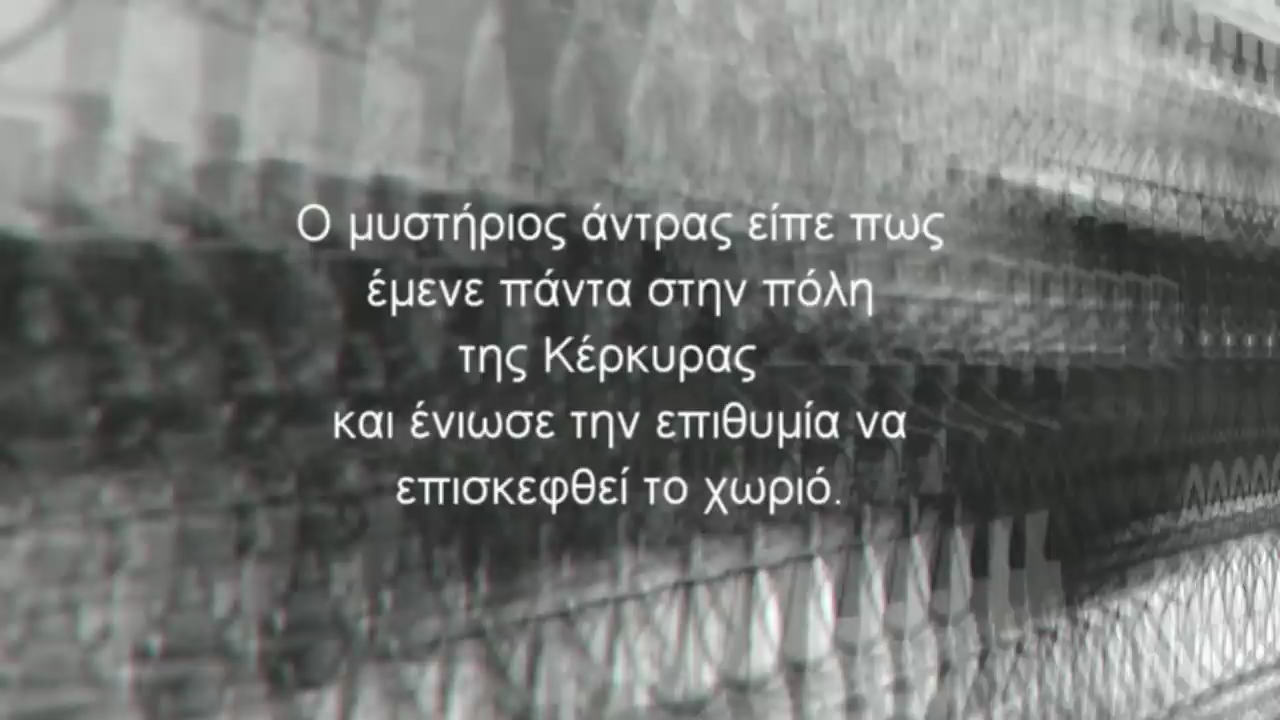 Ο μυστήριος άντρας είπε πως
έμενε πάντα στην πόλη
της Κέρκυρας
και ένιωσε την επιθυμία να
επισκεφθεί το χωριό.